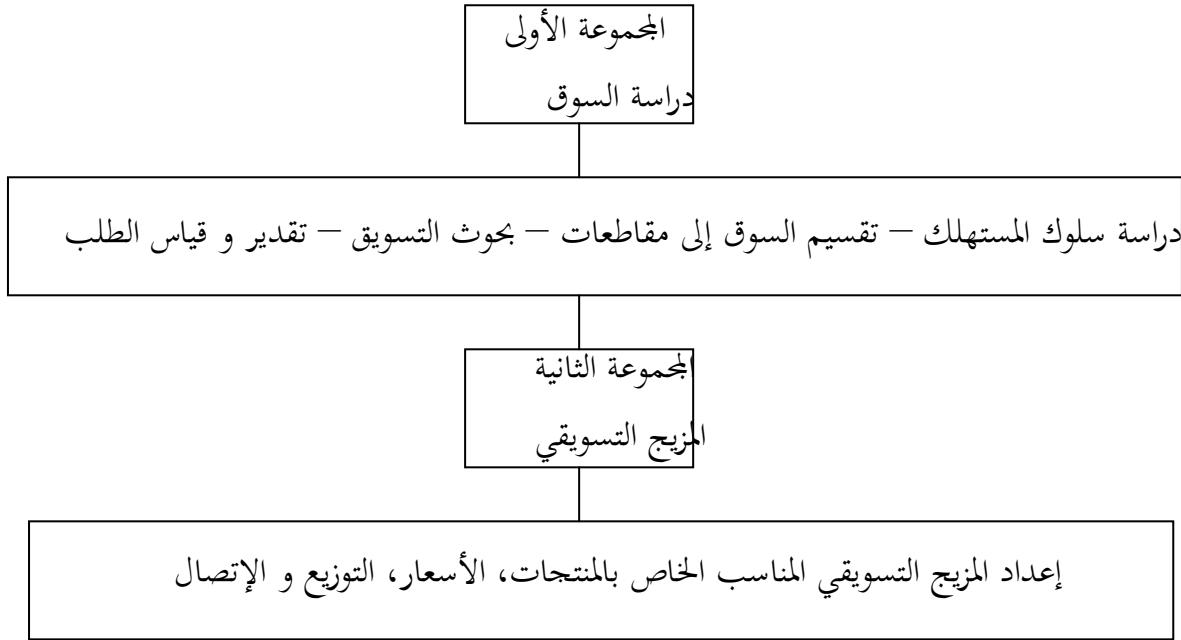 المجموعة الأولى
دراسة السوق
دراسة سلوك المستهلك – تقسيم السوق إلى مقاطعات – بحوث التسويق – تقدير و قياس الطلب
المجموعة الثانية
المزيج التسويقي
إعداد المزيج التسويقي المناسب الخاص بالمنتجات، الأسعار، التوزيع و الإتصال